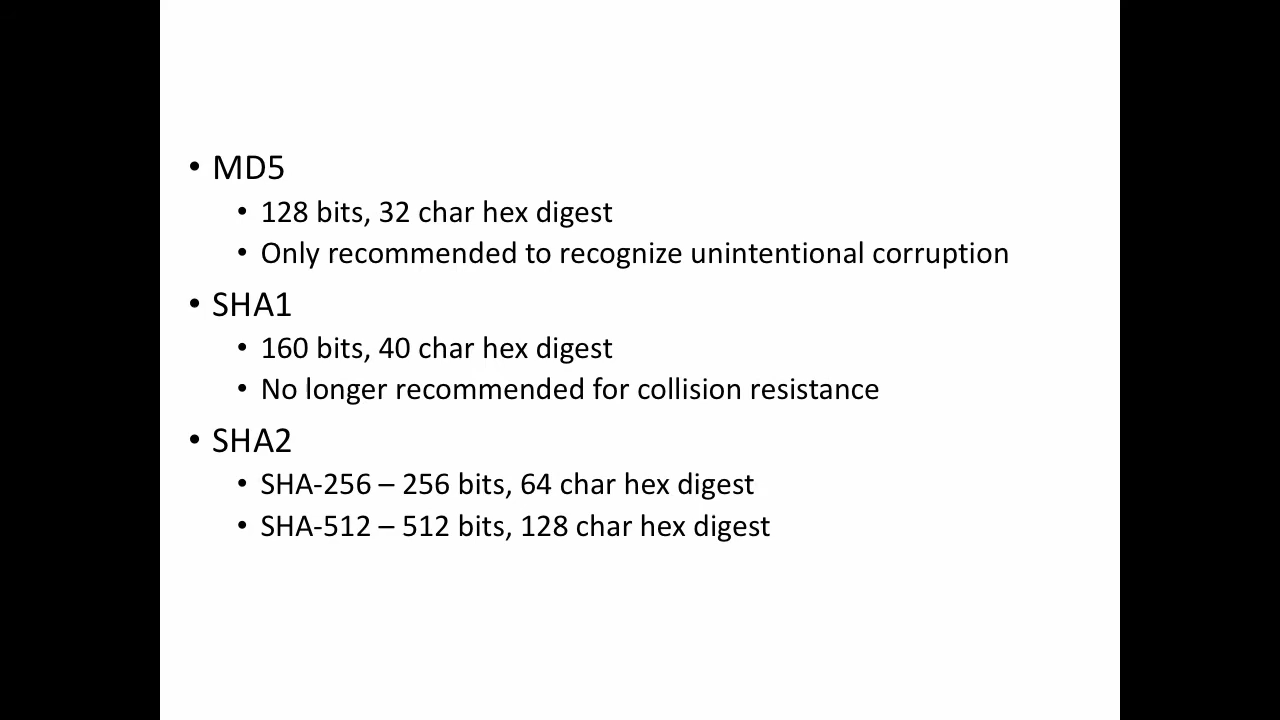 • MD5
• 128 bits, 32 char hex digest
• Only recommended to recognize unintentional corruption
• SHA1
• 160 bits, 40 char hex digest
• No longer recommended for collision resistance
• SHA2
• SHA-256 – 256 bits, 64 char hex digest
• SHA-512 – 512 bits, 128 char hex digest